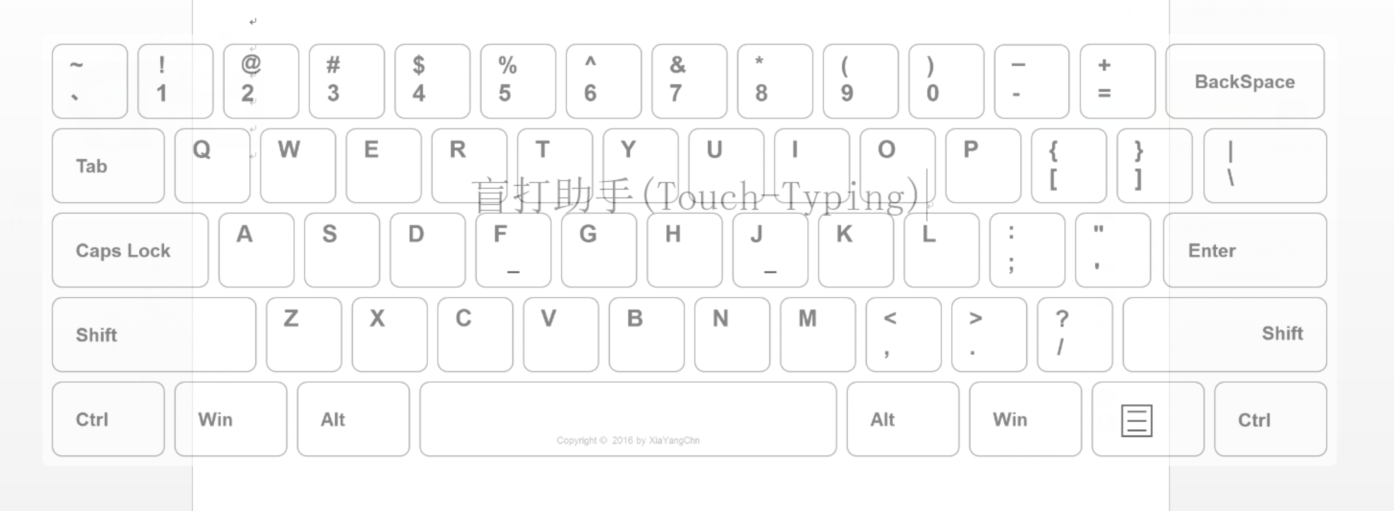 ~ ! @ # $ % ^ & * ( ) — +
、 1 2 3 4 5 6 7 8 9 0 - = BackSpace
Tab Q W E R T Y U I O P { } |
[ ] \
盲打助手(Touch-Typing)
Caps Lock A S D F G H J K L : " Enter
_ _ ; '
Shift Z X C V B N M < > ? Shift
, . /
Ctrl Win Alt Alt Win Ctrl
Copyright © 2016 by XiaYangChn